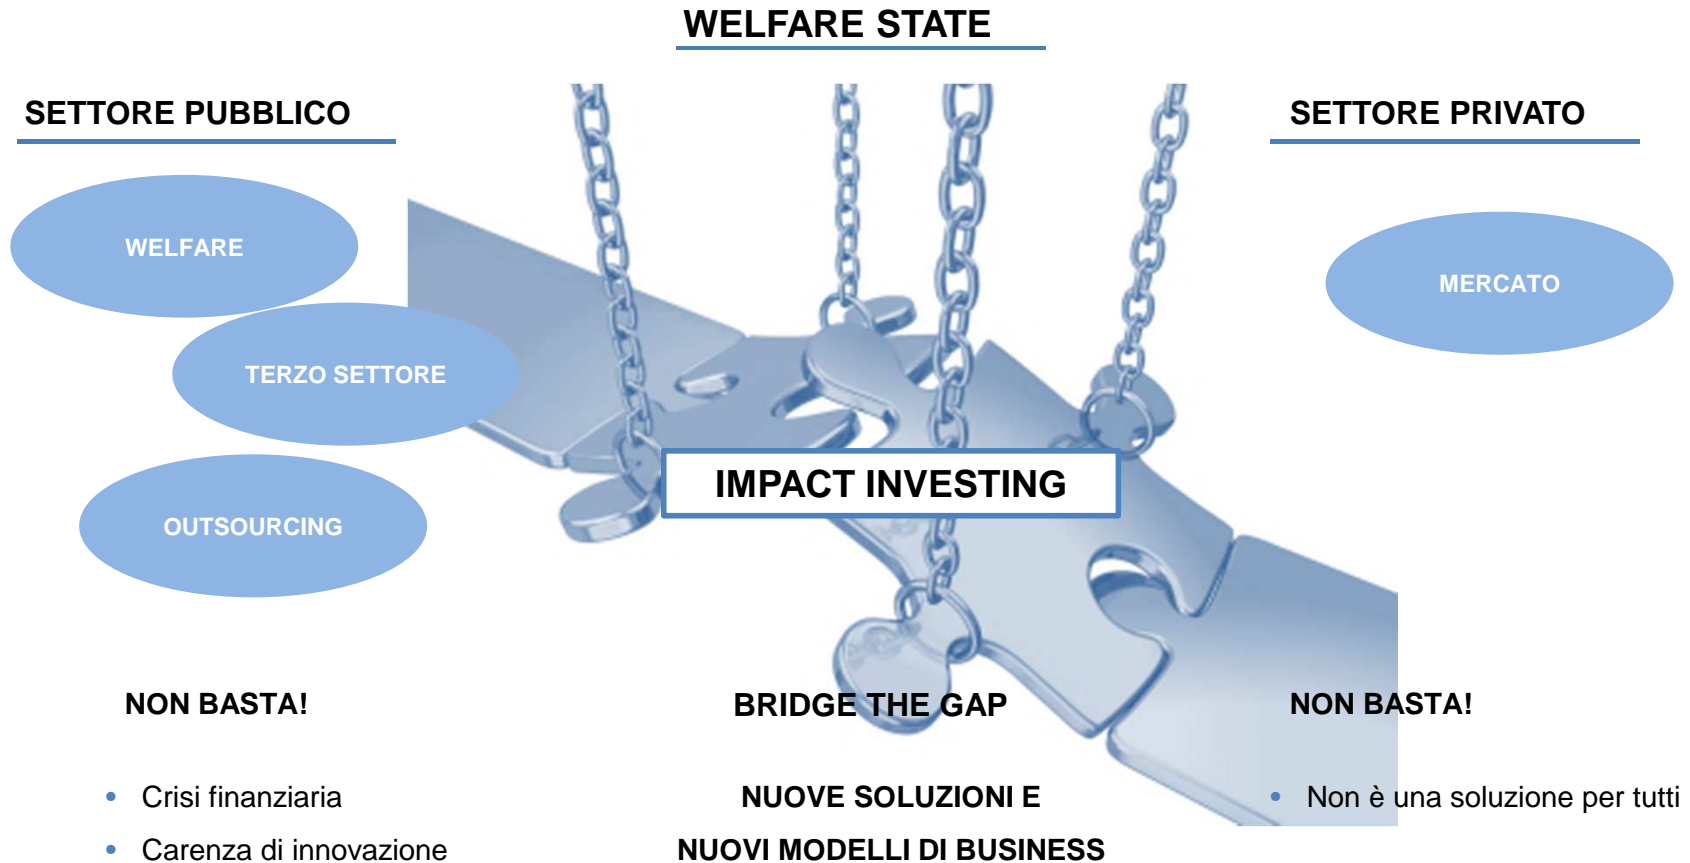 WELFARE STATE
SETTORE PUBBLICO
SETTORE PRIVATO
WELFARE
MERCATO
TERZO SETTORE
IMPACT INVESTING
OUTSOURCING
NON BASTA!
BRIDGE THE GAP
NON BASTA!
• Crisi finanziaria
NUOVE SOLUZIONI E
• Non è una soluzione per tutti
• Carenza di innovazione
NUOVI MODELLI DI BUSINESS